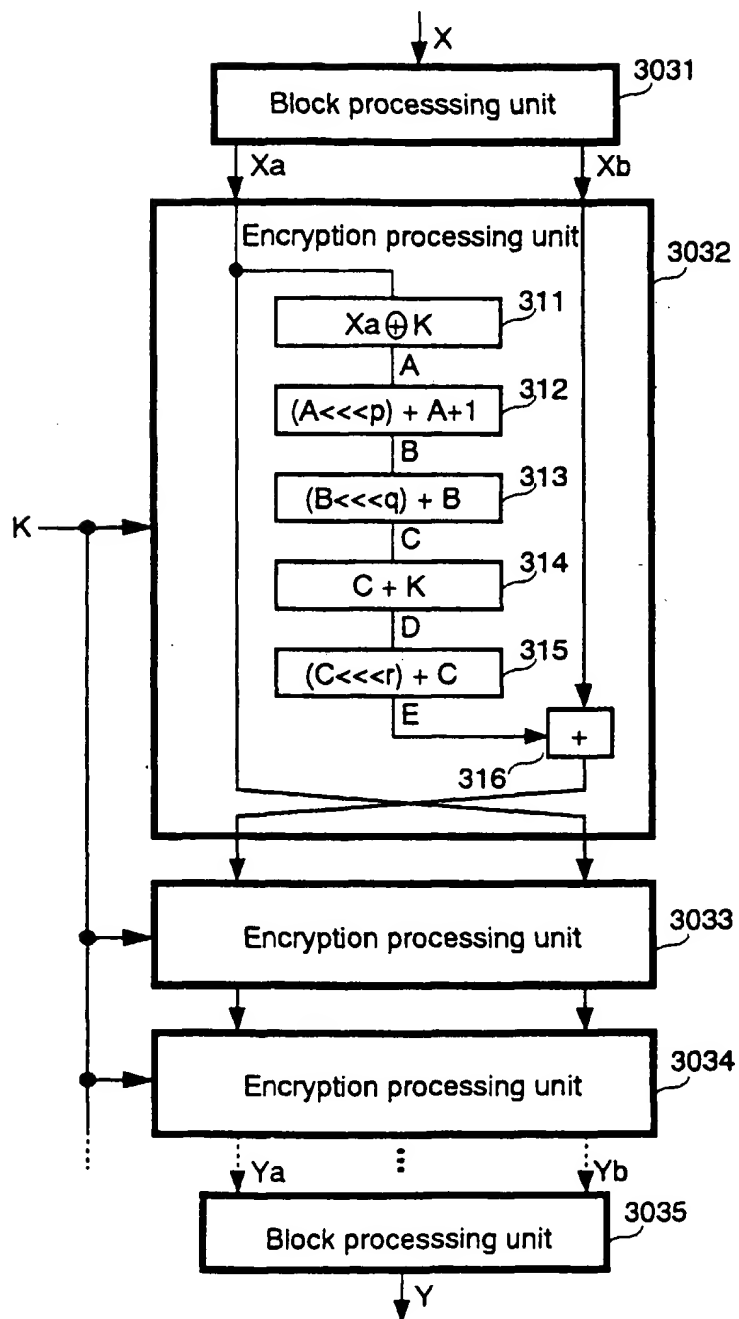 X
Block processsing unit
3031
Xa
Xb
Encryption processing unit
3032
311
Xa⊕K
A
312
(A<<<p) + A+1
B
313
(B<<<q) + B
K
C
314
C + K
D
315
(C<<<r) + C
E
+
316
Encryption processing unit
3033
Encryption processing unit
3034
Ya
Yb
3035
Block processsing unit
Y